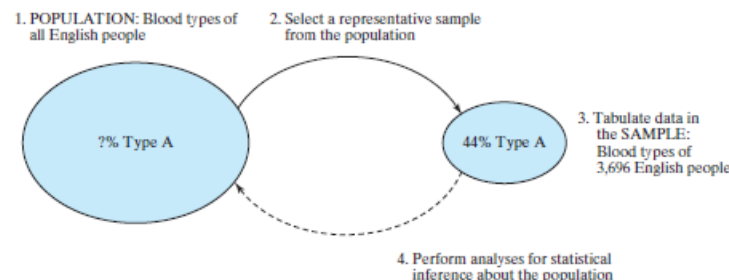 1. POPULATION: Blood types of
all English people
2. Select a representative sample
from the population
?% Type A
44% Type A
3. Tabulate data in
the SAMPLE:
Blood types of
3,696 English people
4. Perform analyses for statistical
inference about the population